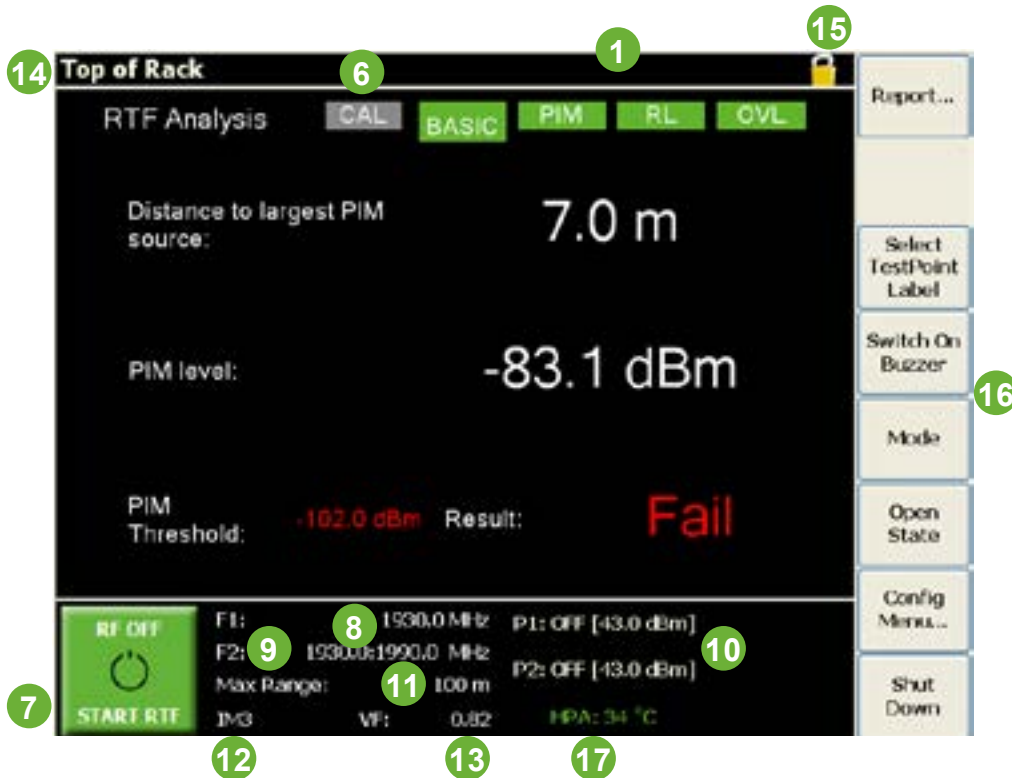 15
1
14 Top of Rack 6
Report...
RTF Analysis CAL BASIC PIM RL OVL
Distance to largest PIM
source:
7.0 m
Select
TestPoint
Label
PIM level: -83.1 dBm
Switch On
Buzzer
16
Mode
PIM
Threshold:
-102.0 dBm Result: Fail
Open
State
Config
Menu...
RF OFF
START RTF
7
F1: 8 1930.0 MHz
F2: 9 1930.0:1990.0 MHz
Max Range: 11 100 m
IM3 VF: 0.82
P1: OFF [43.0 dBm]
10
P2: OFF [43.0 dBm]
HPA: 34 °C
Shut
Down
12 13 17